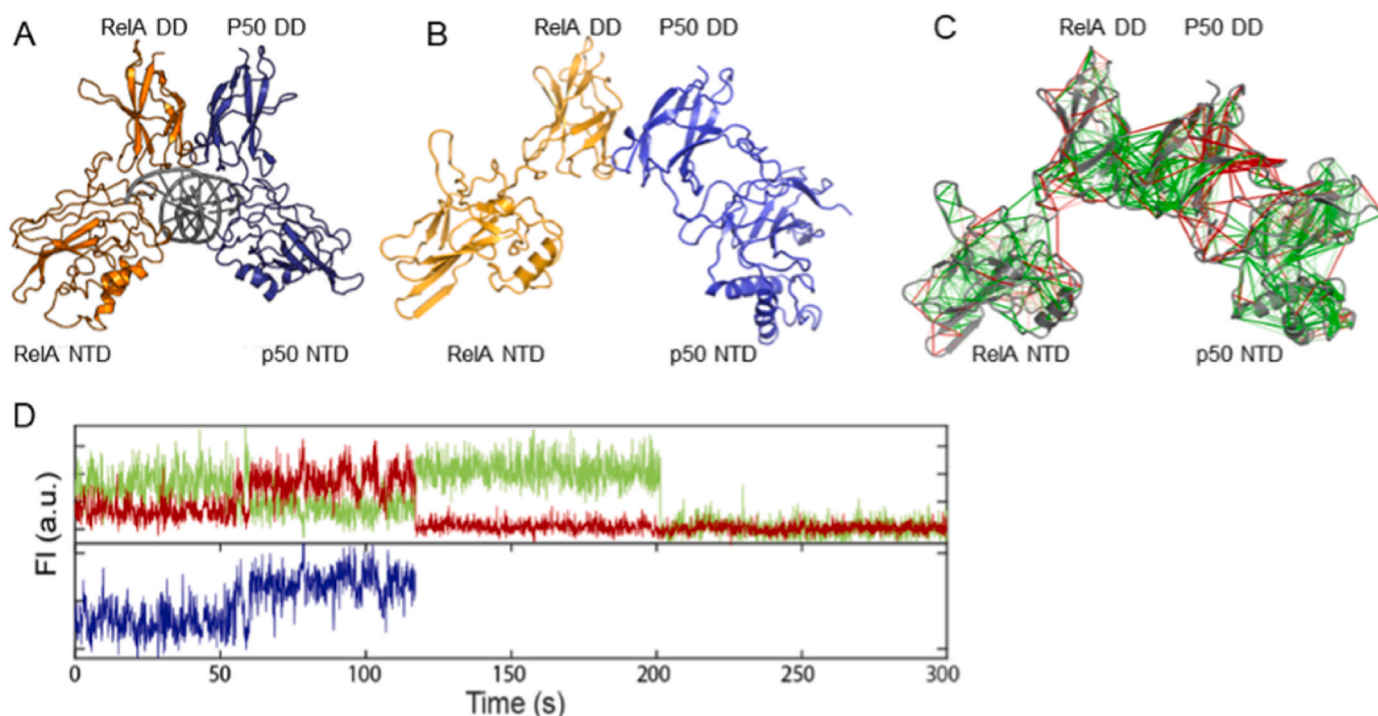 A
RelA DD P50 DD
RelA NTD p50 NTD
B
RelA DD P50 DD
RelA NTD p50 NTD
C
RelA DD P50 DD
RelA NTD p50 NTD
D
FI (a.u.)
0 50 100 150 200 250 300
Time (s)